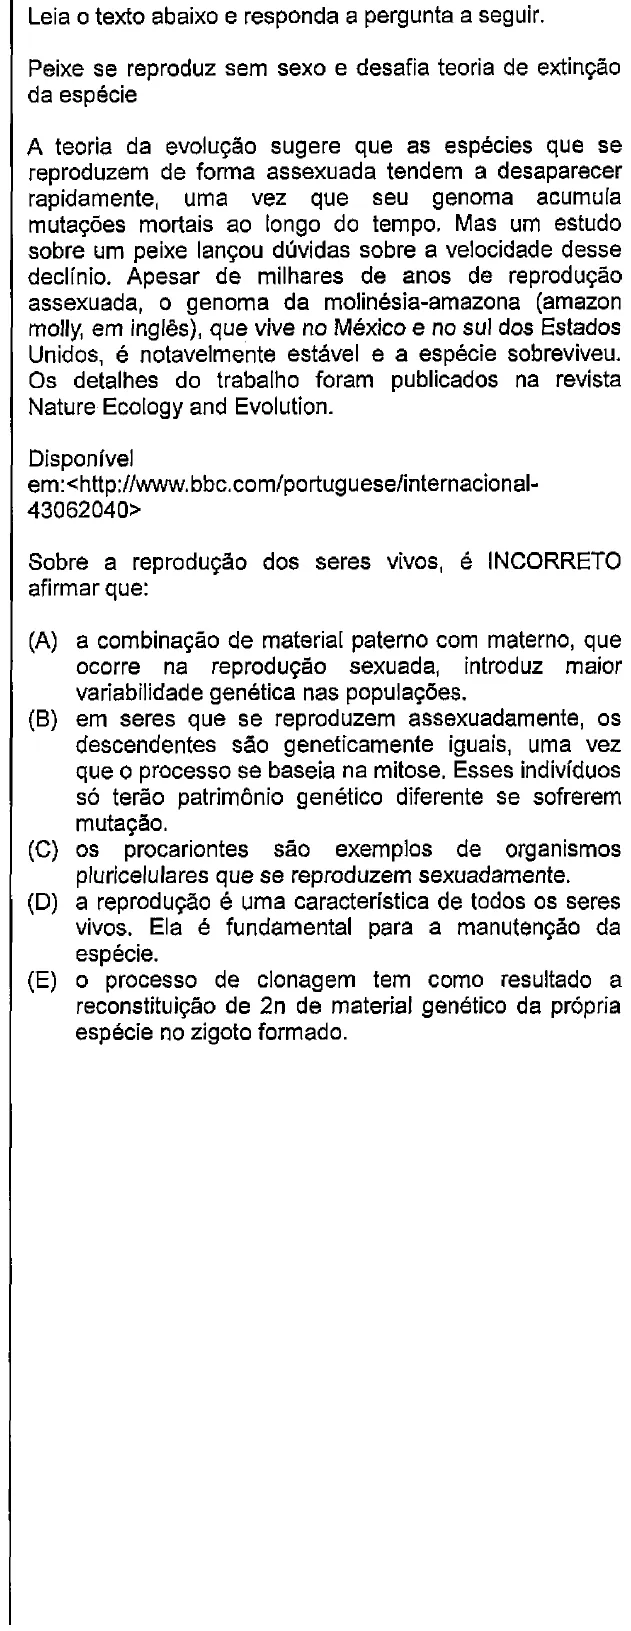 Leia o texto abaixo e responda a pergunta a seguir.
Peixe se reproduz sem sexo e desafia teoria de extinção
da espécie
A teoria da evolução sugere que as espécies que se
reproduzem de forma assexuada tendem a desaparecer
rapidamente, uma vez que seu genoma acumula
mutações mortais ao longo do tempo. Mas um estudo
sobre um peixe lançou dúvidas sobre a velocidade desse
declínio. Apesar de milhares de anos de reprodução
assexuada, o genoma da molinésia-amazona (amazon
molly, em inglês), que vive no México e no sul dos Estados
Unidos, é notavelmente estável e a espécie sobreviveu.
Os detalhes do trabalho foram publicados na revista
Nature Ecology and Evolution.
Disponível
em:<http://www.bbc.com/portuguese/internacional-
43062040>
Sobre a reprodução dos seres vivos, é INCORRETO
afirmar que:
(A) a combinação de material paterno com materno, que
ocorre na reprodução sexuada, introduz maior
variabilidade genética nas populações.
(B) em seres que se reproduzem assexuadamente, os
descendentes são geneticamente iguais, uma vez
que o processo se baseia na mitose. Esses indivíduos
só terão patrimônio genético diferente se sofrerem
mutação.
(C) os procariontes são exemplos de organismos
pluricelulares que se reproduzem sexuadamente.
(D) a reprodução é uma característica de todos os seres
vivos. Ela é fundamental para a manutenção da
espécie.
(E) o processo de clonagem tem como resultado a
reconstituição de 2n de material genético da própria
espécie no zigoto formado.